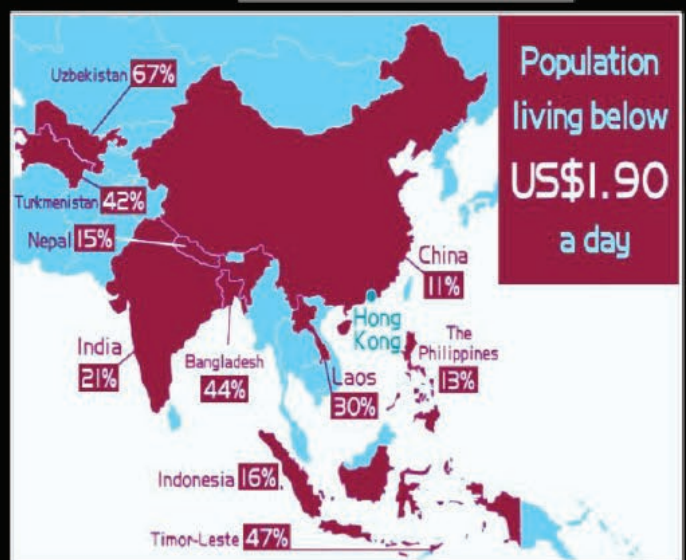 Population
living below
US$1.90
a day
Uzbekistan 67%
Turkmenistan 42%
Nepal 15%
China
11%
Hong
Kong
The
Philippines
13%
India
21%
Bangladesh
44%
Laos
30%
Indonesia 16%
Timor-Leste 47%